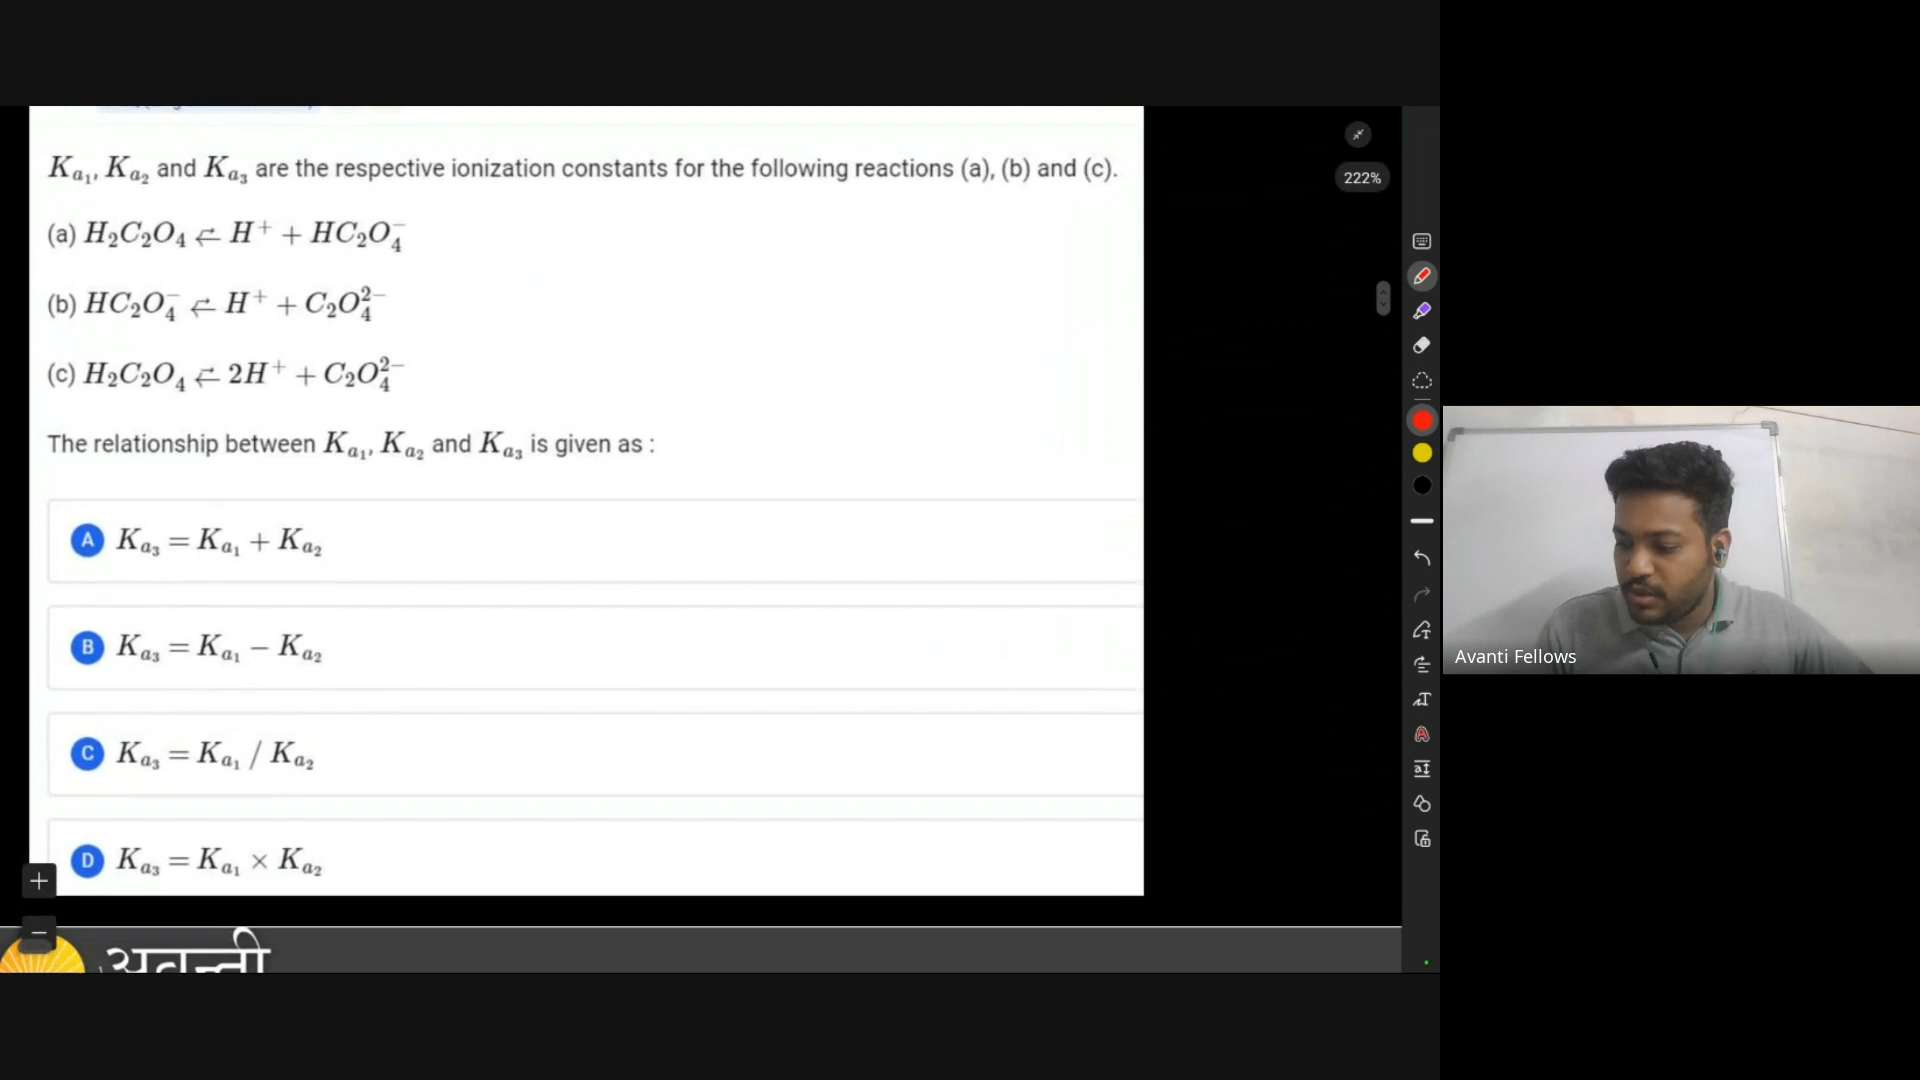 Kₐ₁, Kₐ₂ and Kₐ₃ are the respective ionization constants for the following reactions (a), (b) and (c).
(a) H₂C₂O₄ ⇌ H⁺ + HC₂O₄⁻
(b) HC₂O₄⁻ ⇌ H⁺ + C₂O₄²⁻
(c) H₂C₂O₄ ⇌ 2H⁺ + C₂O₄²⁻
The relationship between Kₐ₁, Kₐ₂ and Kₐ₃ is given as :
A Kₐ₃ = Kₐ₁ + Kₐ₂
B Kₐ₃ = Kₐ₁ − Kₐ₂
C Kₐ₃ = Kₐ₁ / Kₐ₂
D Kₐ₃ = Kₐ₁ × Kₐ₂
222%
अवन्ती
Avanti Fellows